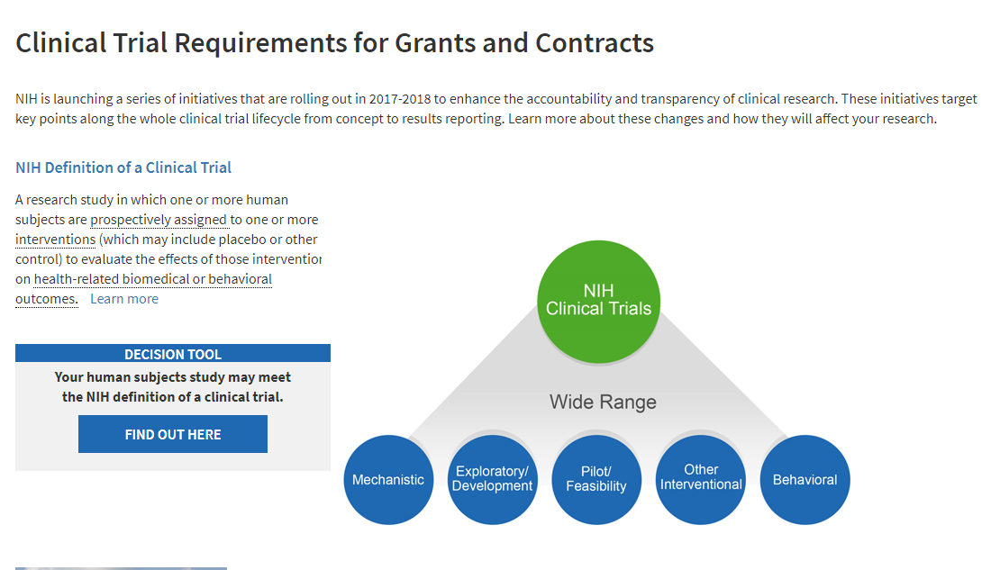 Clinical Trial Requirements for Grants and Contracts
NIH is launching a series of initiatives that are rolling out in 2017-2018 to enhance the accountability and transparency of clinical research. These initiatives target
key points along the whole clinical trial lifecycle from concept to results reporting. Learn more about these changes and how they will affect your research.
NIH Definition of a Clinical Trial
A research study in which one or more human
subjects are prospectively assigned to one or more
interventions (which may include placebo or other
control) to evaluate the effects of those intervention
on health-related biomedical or behavioral
outcomes. Learn more
DECISION TOOL
Your human subjects study may meet
the NIH definition of a clinical trial.
FIND OUT HERE
NIH
Clinical Trials
Wide Range
Mechanistic
Exploratory/
Development
Pilot/
Feasibility
Other
Interventional
Behavioral